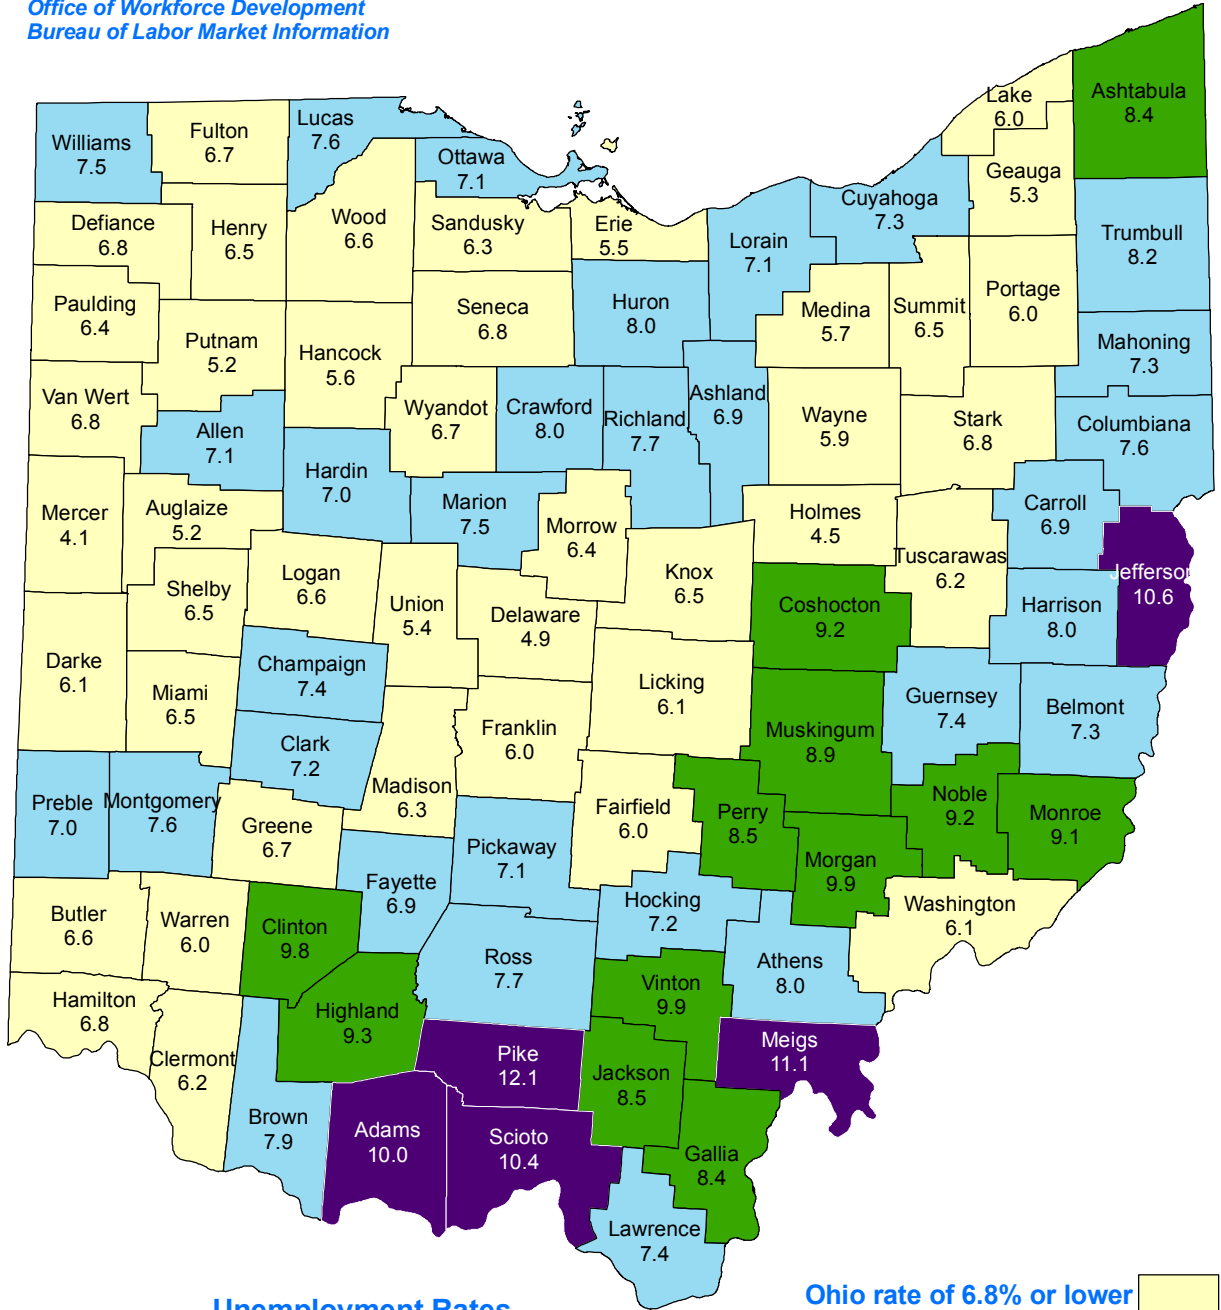 Office of Workforce Development
Bureau of Labor Market Information
Ashtabula
8.4
Lake
6.0
Lucas
7.6
Fulton
6.7
Williams
7.5
Ottawa
7.1
Geauga
5.3
Cuyahoga
7.3
Wood
6.6
Sandusky
6.3
Erie
5.5
Defiance
6.8
Henry
6.5
Lorain
7.1
Trumbull
8.2
Paulding
6.4
Seneca
6.8
Huron
8.0
Medina
5.7
Summit
6.5
Portage
6.0
Putnam
5.2
Hancock
5.6
Mahoning
7.3
Van Wert
6.8
Wyandot
6.7
Crawford
8.0
Richland
7.7
Ashland
6.9
Wayne
5.9
Stark
6.8
Columbiana
7.6
Allen
7.1
Hardin
7.0
Marion
7.5
Carroll
6.9
Mercer
4.1
Auglaize
5.2
Morrow
6.4
Holmes
4.5
Tuscarawas
6.2
Jefferson
10.6
Shelby
6.5
Logan
6.6
Union
5.4
Delaware
4.9
Knox
6.5
Coshocton
9.2
Harrison
8.0
Darke
6.1
Miami
6.5
Champaign
7.4
Licking
6.1
Guernsey
7.4
Belmont
7.3
Clark
7.2
Franklin
6.0
Muskingum
8.9
Madison
6.3
Preble
7.0
Montgomery
7.6
Greene
6.7
Fairfield
6.0
Perry
8.5
Noble
9.2
Monroe
9.1
Pickaway
7.1
Morgan
9.9
Fayette
6.9
Hocking
7.2
Washington
6.1
Butler
6.6
Warren
6.0
Clinton
9.8
Ross
7.7
Athens
8.0
Vinton
9.9
Hamilton
6.8
Highland
9.3
Clermont
6.2
Pike
12.1
Meigs
11.1
Jackson
8.5
Brown
7.9
Adams
10.0
Scioto
10.4
Gallia
8.4
Lawrence
7.4
Unemployment Rates
Ohio rate of 6.8% or lower